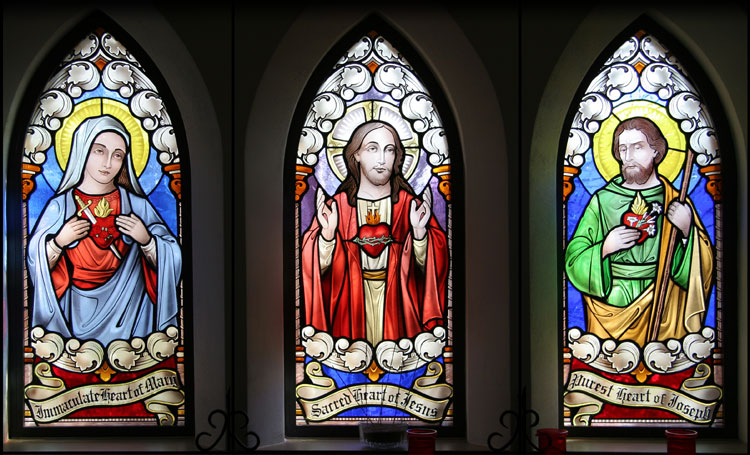 Immaculate Heart of Mary
Sacred Heart of Jesus
Purest Heart of Joseph